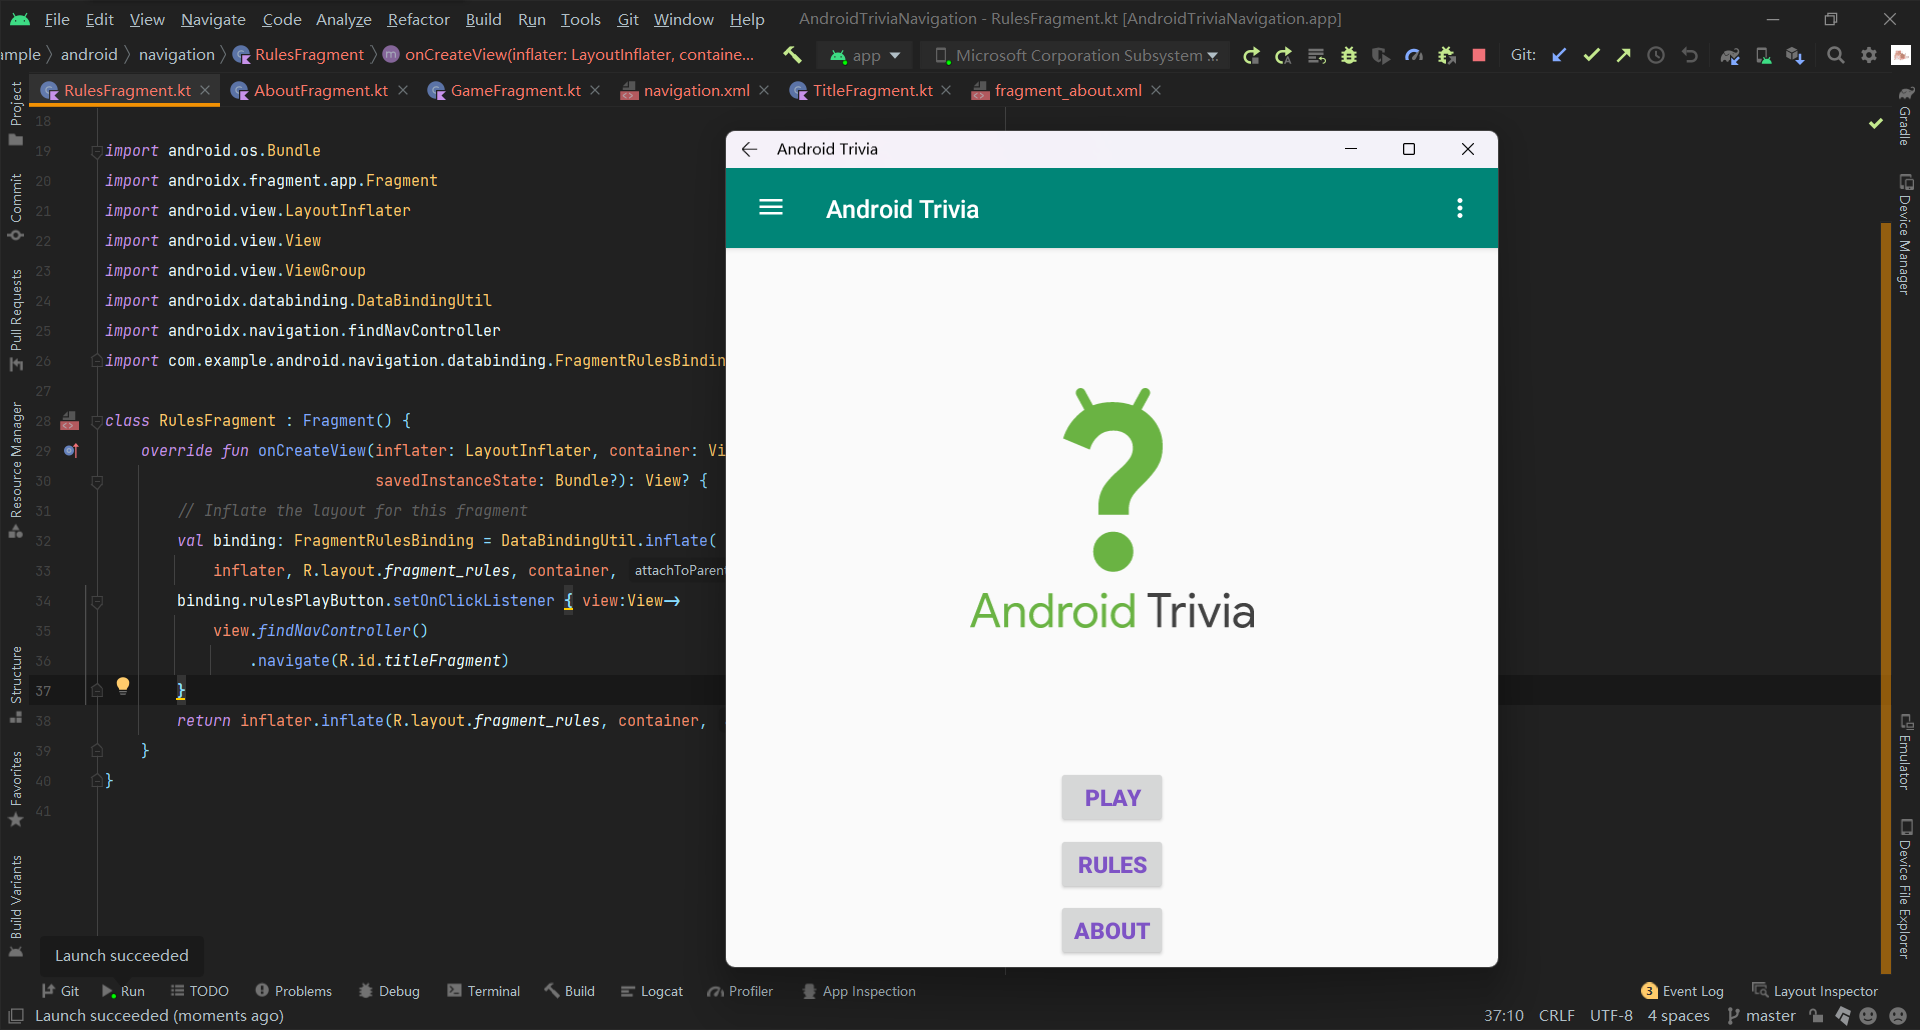 File Edit View Navigate Code Analyze Refactor Build Run Tools Git Window Help AndroidTriviaNavigation - RulesFragment.kt [AndroidTriviaNavigation.app]
ample android navigation RulesFragment onCreateView(inflater: LayoutInflater, containe... app Microsoft Corporation Subsystem Git:
RulesFragment.kt AboutFragment.kt GameFragment.kt navigation.xml TitleFragment.kt fragment_about.xml
Project
Commit
Pull Requests
Resource Manager
Structure
Favorites
Build Variants
18
19 import android.os.Bundle
20 import androidx.fragment.app.Fragment
21 import android.view.LayoutInflater
22 import android.view.View
23 import android.view.ViewGroup
24 import androidx.databinding.DataBindingUtil
25 import androidx.navigation.findNavController
26 import com.example.android.navigation.databinding.FragmentRulesBindin
27
28 class RulesFragment : Fragment() {
29 override fun onCreateView(inflater: LayoutInflater, container: Vi
30 savedInstanceState: Bundle?): View? {
31 // Inflate the layout for this fragment
32 val binding: FragmentRulesBinding = DataBindingUtil.inflate(
33 inflater, R.layout.fragment_rules, container, attachToParent
34 binding.rulesPlayButton.setOnClickListener { view:View->
35 view.findNavController()
36 .navigate(R.id.titleFragment)
37 }
38 return inflater.inflate(R.layout.fragment_rules, container,
39 }
40 }
41
Android Trivia
Android Trivia
Android Trivia
PLAY
RULES
ABOUT
Gradle
Device Manager
Emulator
Device File Explorer
Launch succeeded
Git Run TODO Problems Debug Terminal Build Logcat Profiler App Inspection 3 Event Log Layout Inspector
Launch succeeded (moments ago) 37:10 CRLF UTF-8 4 spaces master